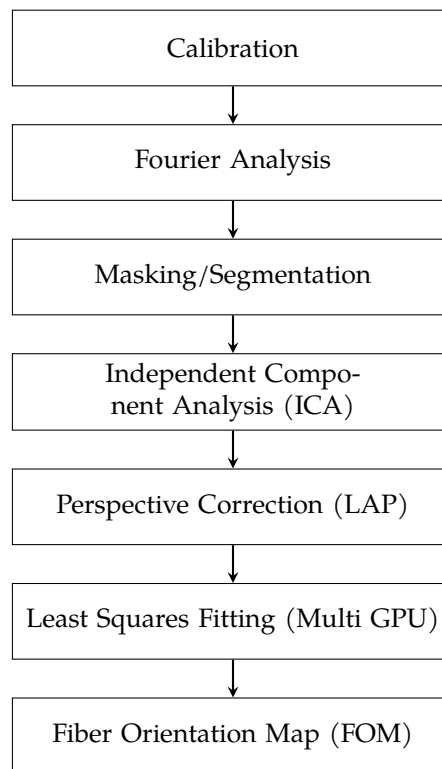 Calibration
Fourier Analysis
Masking/Segmentation
Independent Compo-
nent Analysis (ICA)
Perspective Correction (LAP)
Least Squares Fitting (Multi GPU)
Fiber Orientation Map (FOM)